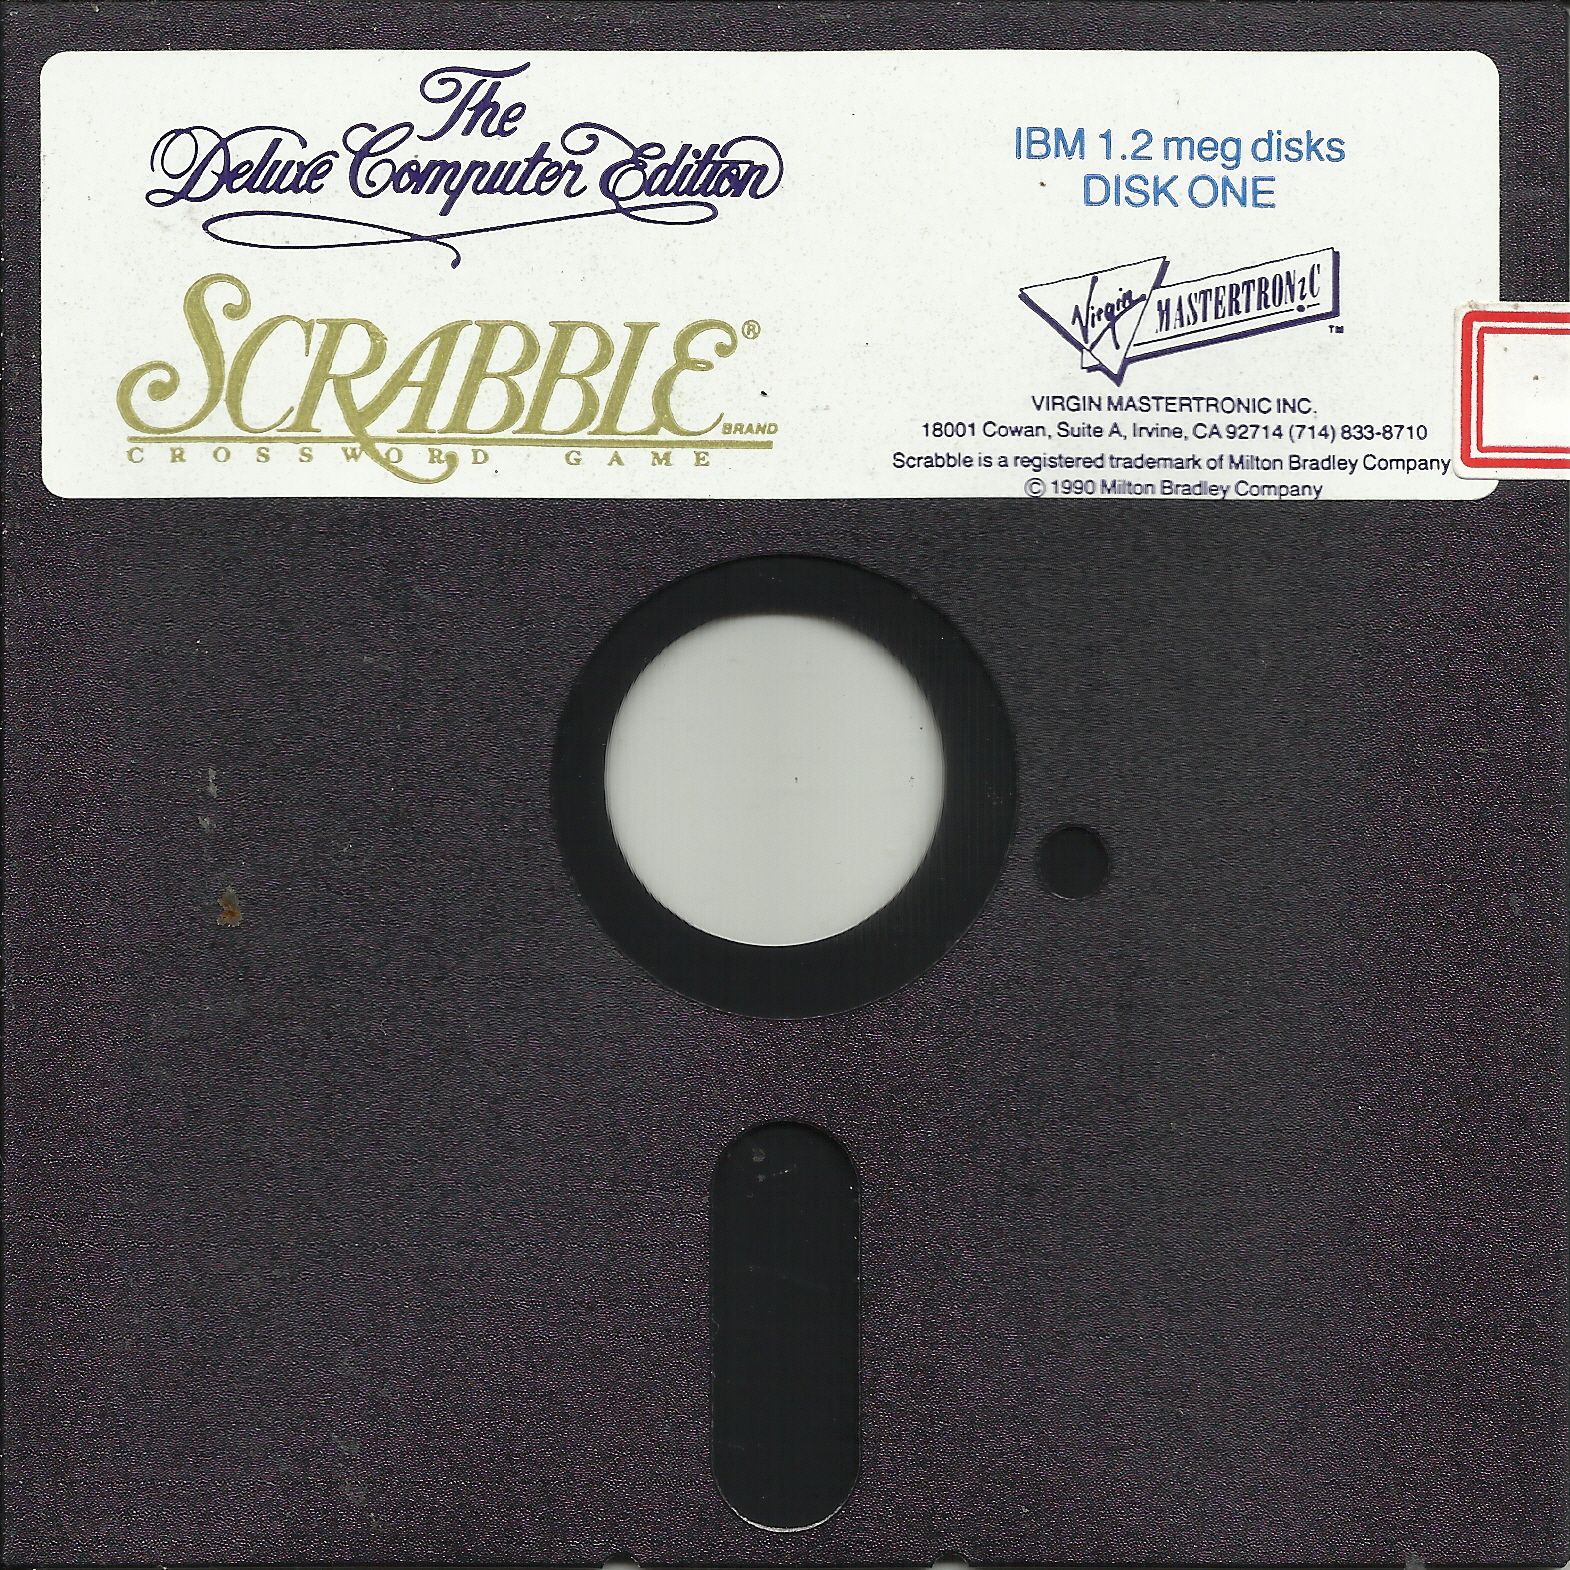 The
Deluxe Computer Edition
SCRABBLE®
BRAND
CROSSWORD GAME
IBM 1.2 meg disks
DISK ONE
Virgin MASTERTRONIC
TM
VIRGIN MASTERTRONIC INC.
18001 Cowan, Suite A, Irvine, CA 92714 (714) 833-8710
Scrabble is a registered trademark of Milton Bradley Company
© 1990 Milton Bradley Company